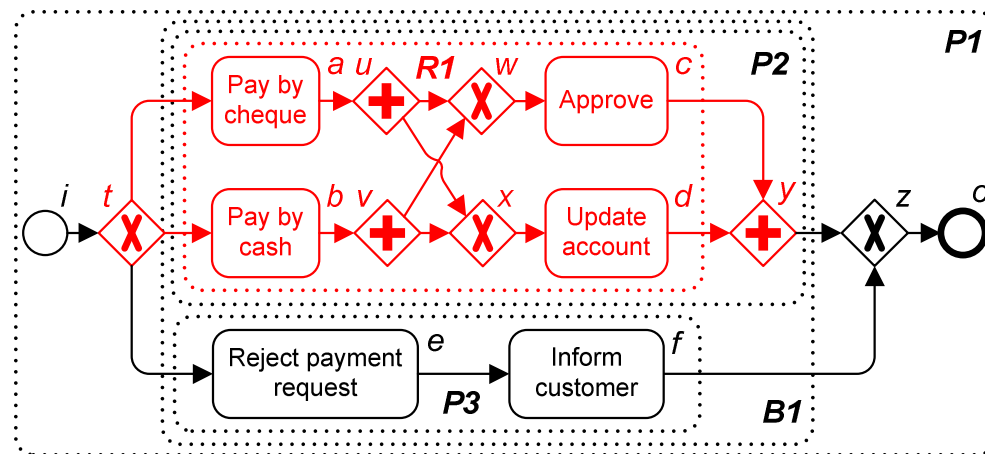 P1
P2
a u R1 w c
Pay by
cheque
Approve
i t
b v x d y z o
Pay by
cash
Update
account
e f
Reject payment
request
Inform
customer
P3 B1